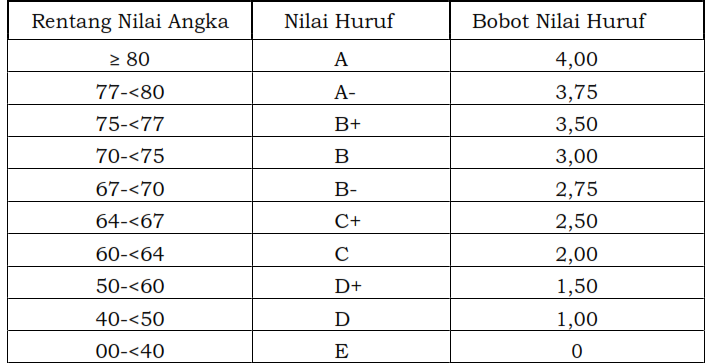 Rentang Nilai Angka Nilai Huruf Bobot Nilai Huruf
≥ 80 A 4,00
77-<80 A- 3,75
75-<77 B+ 3,50
70-<75 B 3,00
67-<70 B- 2,75
64-<67 C+ 2,50
60-<64 C 2,00
50-<60 D+ 1,50
40-<50 D 1,00
00-<40 E 0